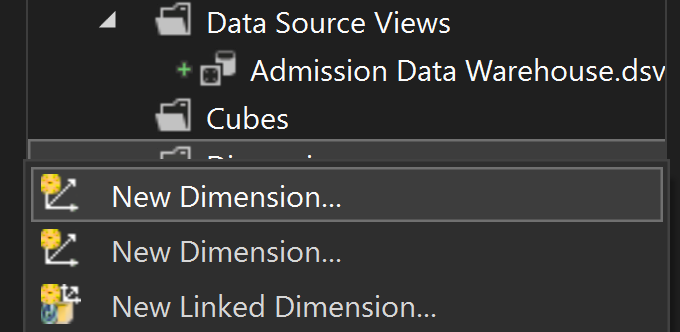 Data Source Views
+ Admission Data Warehouse.dsv
Cubes
New Dimension...
New Dimension...
New Linked Dimension...